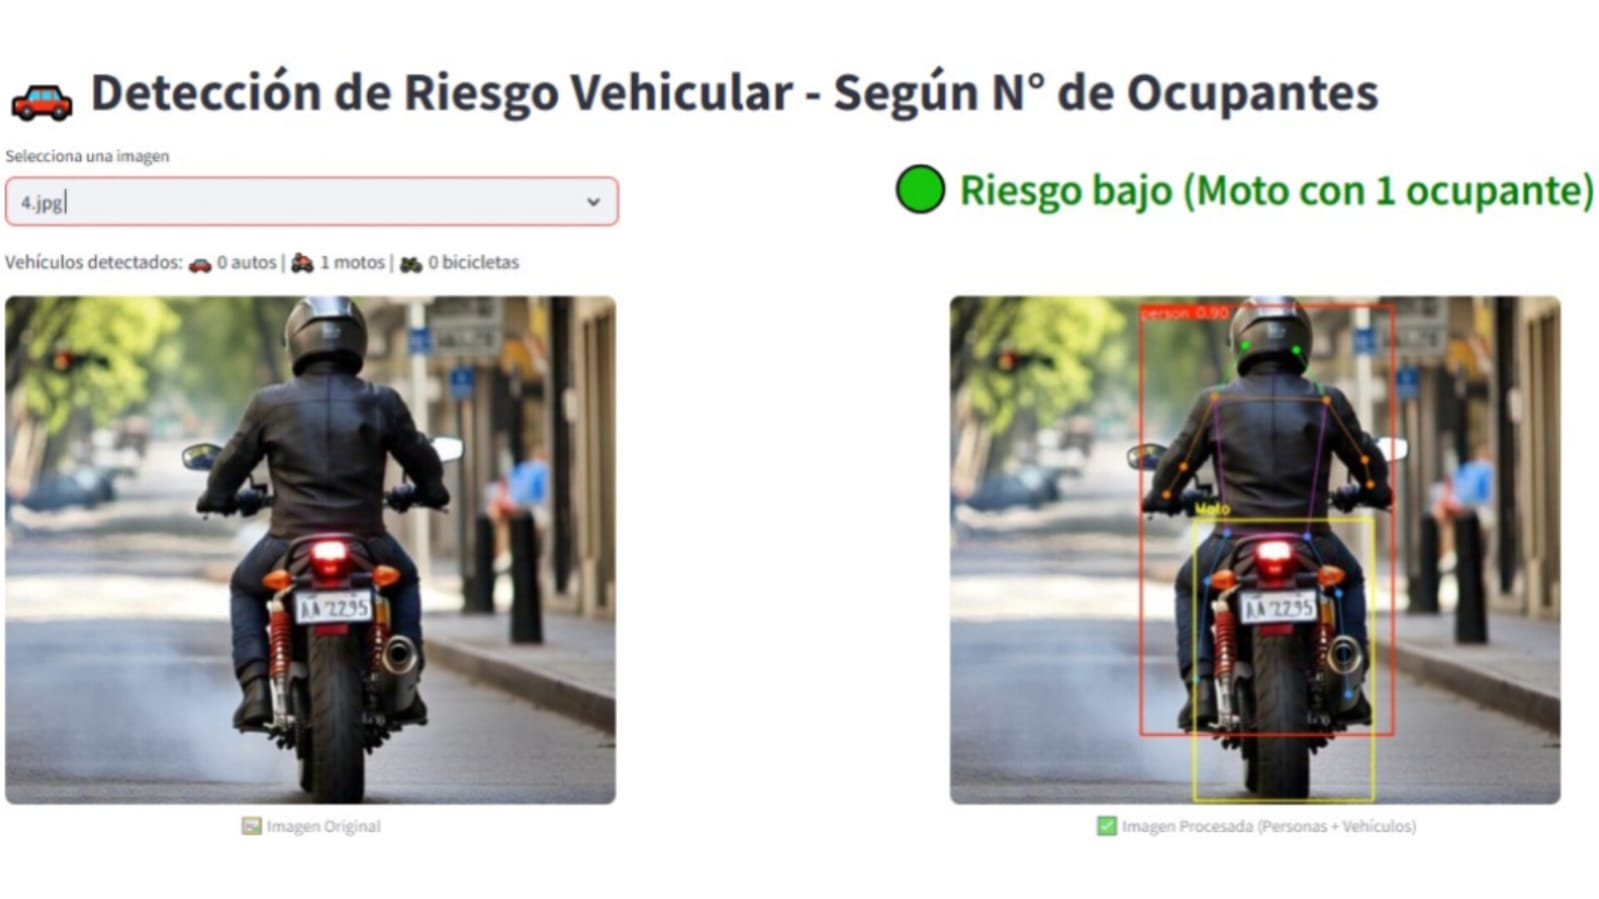 Detección de Riesgo Vehicular - Según N° de Ocupantes
Selecciona una imagen
4.jpg
Riesgo bajo (Moto con 1 ocupante)
Vehículos detectados: 0 autos | 1 motos | 0 bicicletas
AA 2295
person 0.90
Moto
AA 2295
Imagen Original
Imagen Procesada (Personas + Vehículos)